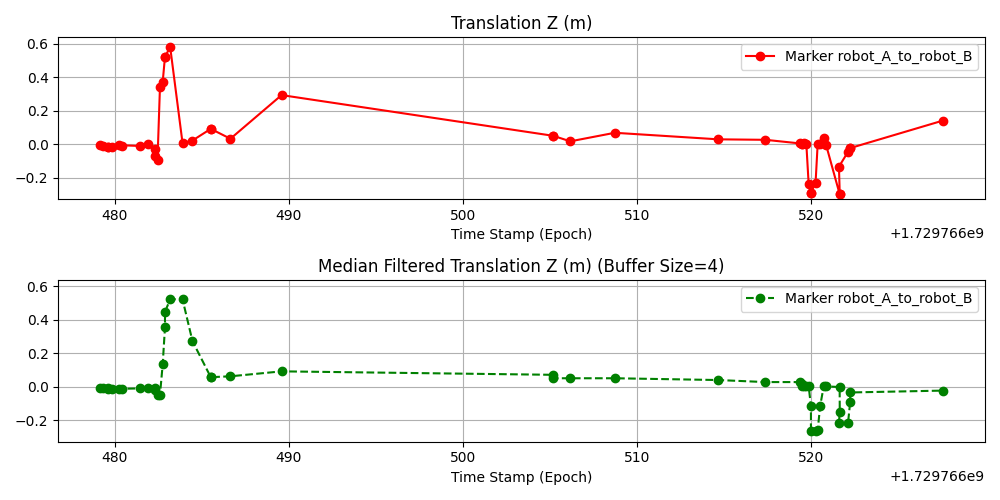 Translation Z (m)
0.6
0.4
0.2
0.0
−0.2
Marker robot_A_to_robot_B
480 490 500 510 520
Time Stamp (Epoch)
+1.729766e9
Median Filtered Translation Z (m) (Buffer Size=4)
0.6
0.4
0.2
0.0
−0.2
Marker robot_A_to_robot_B
480 490 500 510 520
Time Stamp (Epoch)
+1.729766e9